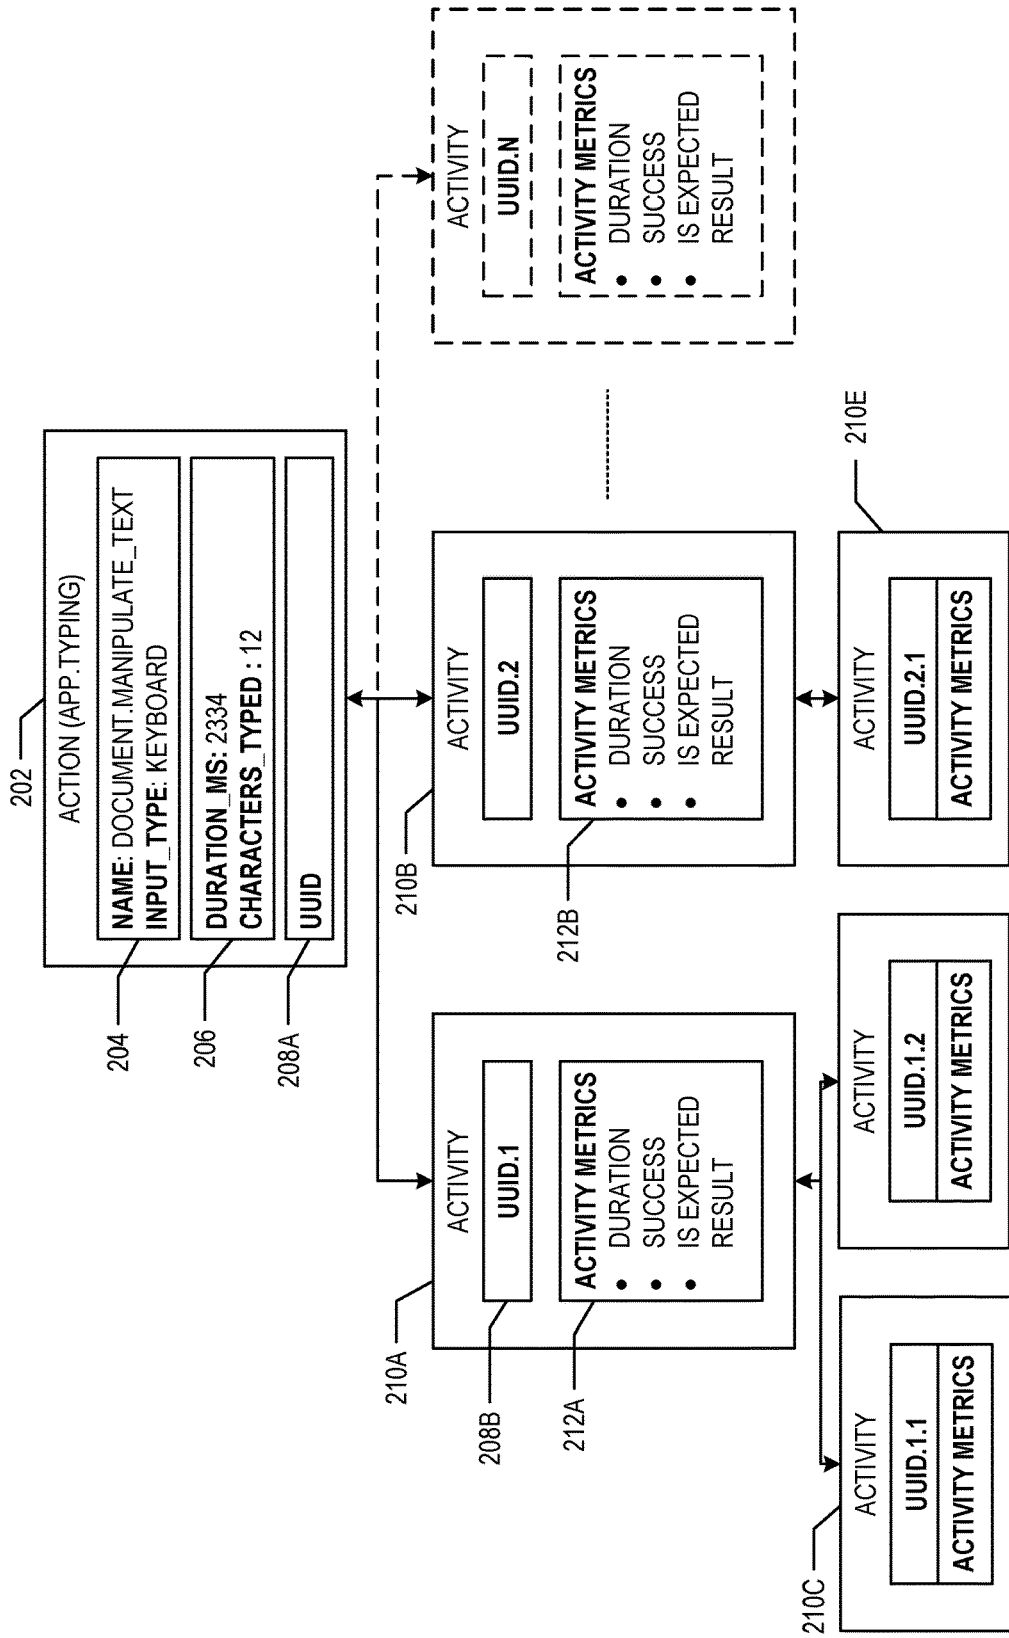 202
ACTION (APP.TYPING)
204
NAME: DOCUMENT.MANIPULATE_TEXT
INPUT_TYPE: KEYBOARD
206
DURATION_MS: 2334
CHARACTERS_TYPED : 12
208A
UUID
210A
ACTIVITY
208B
UUID.1
212A
ACTIVITY METRICS
• DURATION
• SUCCESS
• IS EXPECTED
RESULT
210B
ACTIVITY
UUID.2
212B
ACTIVITY METRICS
• DURATION
• SUCCESS
• IS EXPECTED
RESULT
ACTIVITY
UUID.N
ACTIVITY METRICS
• DURATION
• SUCCESS
• IS EXPECTED
RESULT
210C
ACTIVITY
UUID.1.1
ACTIVITY METRICS
ACTIVITY
UUID.1.2
ACTIVITY METRICS
210E
ACTIVITY
UUID.2.1
ACTIVITY METRICS